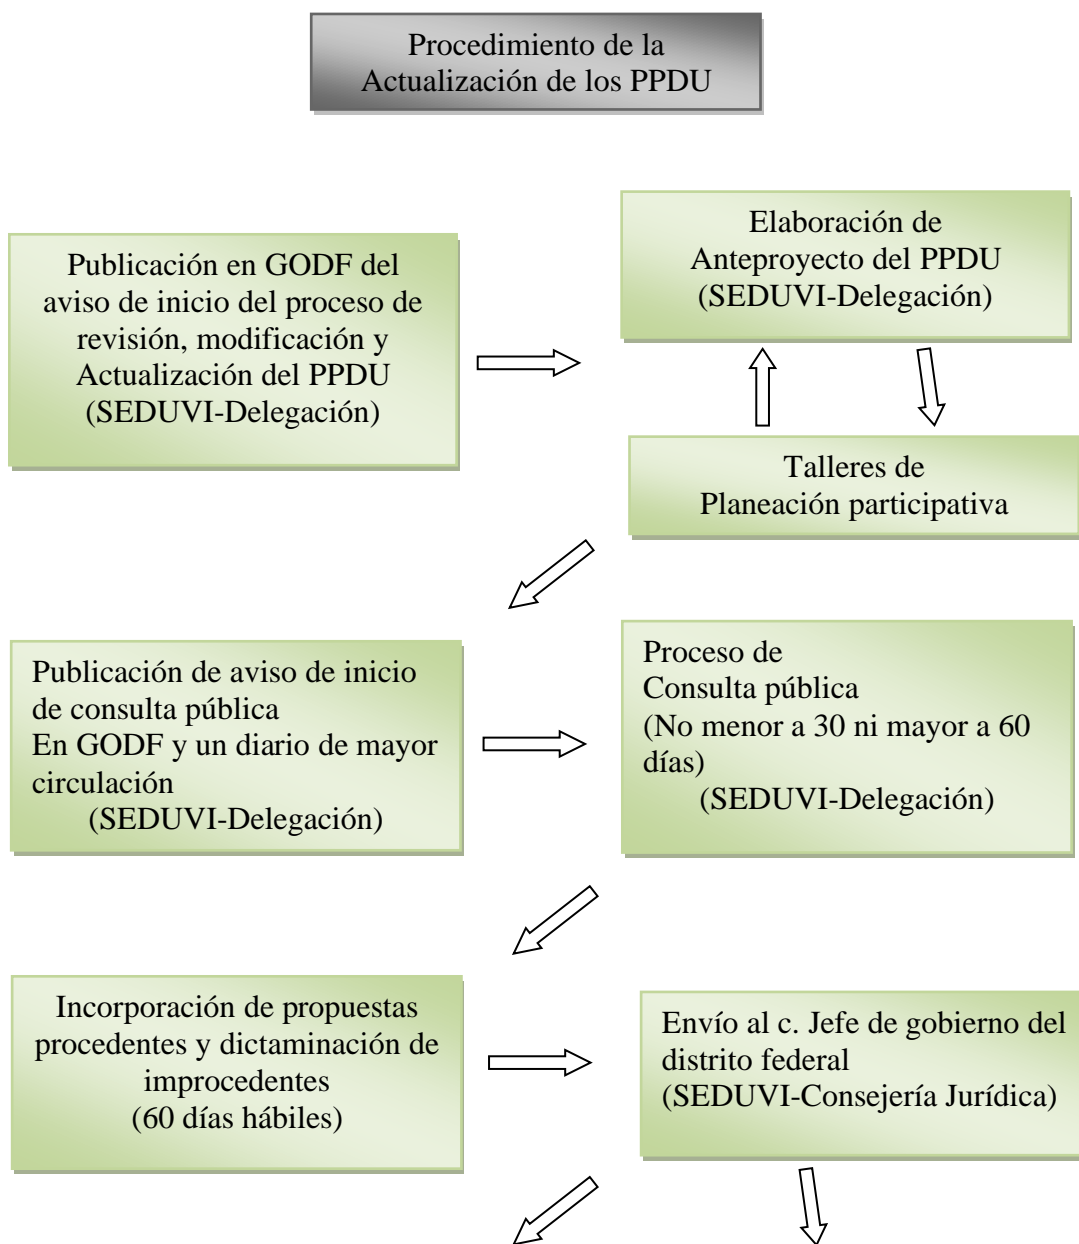 Procedimiento de la
Actualización de los PPDU
Publicación en GODF del
aviso de inicio del proceso de
revisión, modificación y
Actualización del PPDU
(SEDUVI-Delegación)
Elaboración de
Anteproyecto del PPDU
(SEDUVI-Delegación)
Talleres de
Planeación participativa
Publicación de aviso de inicio
de consulta pública
En GODF y un diario de mayor
circulación
(SEDUVI-Delegación)
Proceso de
Consulta pública
(No menor a 30 ni mayor a 60
días)
(SEDUVI-Delegación)
Incorporación de propuestas
procedentes y dictaminación de
improcedentes
(60 días hábiles)
Envío al c. Jefe de gobierno del
distrito federal
(SEDUVI-Consejería Jurídica)